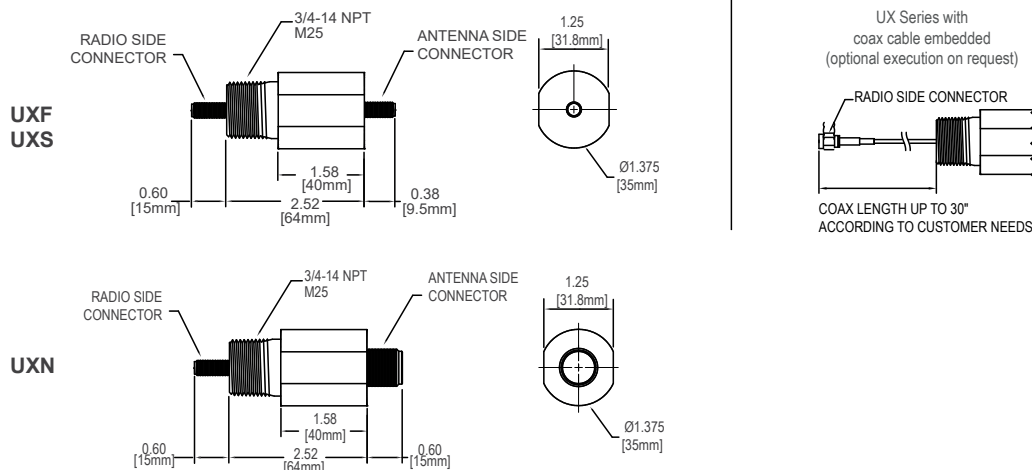 UXF
UXS
RADIO SIDE
CONNECTOR
3/4-14 NPT
M25
ANTENNA SIDE
CONNECTOR
1.25
[31.8mm]
Ø1.375
[35mm]
1.58
[40mm]
0.60
[15mm]
2.52
[64mm]
0.38
[9.5mm]
UX Series with
coax cable embedded
(optional execution on request)
RADIO SIDE CONNECTOR
COAX LENGTH UP TO 30"
ACCORDING TO CUSTOMER NEEDS
UXN
RADIO SIDE
CONNECTOR
3/4-14 NPT
M25
ANTENNA SIDE
CONNECTOR
1.25
[31.8mm]
Ø1.375
[35mm]
1.58
[40mm]
0.60
[15mm]
2.52
[64mm]
0.60
[15mm]